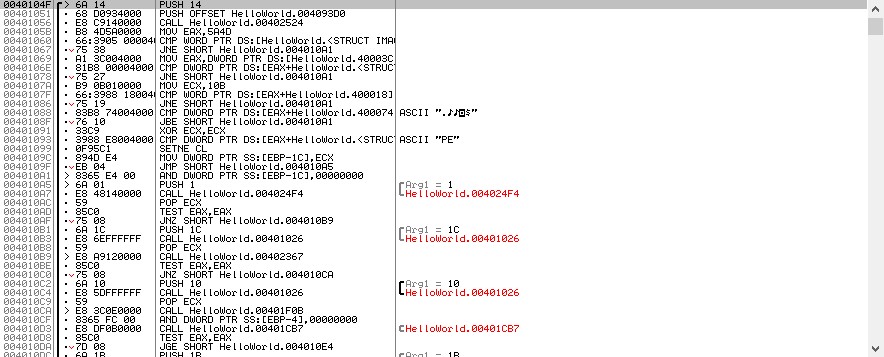 0040104F > 6A 14 PUSH 14
00401051 . 68 D0934000 PUSH OFFSET HelloWorld.004093D0
00401056 . E8 C9140000 CALL HelloWorld.00402524
0040105B . B8 4D5A0000 MOV EAX,5A4D
00401060 . 66:3905 00004 CMP WORD PTR DS:[HelloWorld.<STRUCT IMA
00401067 . 75 38 JNE SHORT HelloWorld.004010A1
00401069 . A1 3C004000 MOV EAX,DWORD PTR DS:[HelloWorld.40003C
0040106E . 81B8 00004000 CMP DWORD PTR DS:[EAX+HelloWorld.<STRUC
00401078 . 75 27 JNE SHORT HelloWorld.004010A1
0040107A . B9 0B010000 MOV ECX,10B
0040107F . 66:3988 18004 CMP WORD PTR DS:[EAX+HelloWorld.400018]
00401086 . 75 19 JNE SHORT HelloWorld.004010A1
00401088 . 83B8 74004000 CMP DWORD PTR DS:[EAX+HelloWorld.400074 ASCII ".♪♪◙$"
0040108F . 76 10 JBE SHORT HelloWorld.004010A1
00401091 . 33C9 XOR ECX,ECX
00401093 . 3988 E8004000 CMP DWORD PTR DS:[EAX+HelloWorld.<STRUC ASCII "PE"
00401099 . 0F95C1 SETNE CL
0040109C . 894D E4 MOV DWORD PTR SS:[EBP-1C],ECX
0040109F . EB 04 JMP SHORT HelloWorld.004010A5
004010A1 > 8365 E4 00 AND DWORD PTR SS:[EBP-1C],00000000
004010A5 > 6A 01 PUSH 1 Arg1 = 1
004010A7 . E8 48140000 CALL HelloWorld.004024F4 HelloWorld.004024F4
004010AC . 59 POP ECX
004010AD . 85C0 TEST EAX,EAX
004010AF . 75 08 JNZ SHORT HelloWorld.004010B9
004010B1 . 6A 1C PUSH 1C Arg1 = 1C
004010B3 . E8 6EFFFFFF CALL HelloWorld.00401026 HelloWorld.00401026
004010B8 . 59 POP ECX
004010B9 > E8 A9120000 CALL HelloWorld.00402367
004010BE . 85C0 TEST EAX,EAX
004010C0 . 75 08 JNZ SHORT HelloWorld.004010CA
004010C2 . 6A 10 PUSH 10 Arg1 = 10
004010C4 . E8 5DFFFFFF CALL HelloWorld.00401026 HelloWorld.00401026
004010C9 . 59 POP ECX
004010CA > E8 3C0E0000 CALL HelloWorld.00401F0B
004010CF . 8365 FC 00 AND DWORD PTR SS:[EBP-4],00000000
004010D3 . E8 DF0B0000 CALL HelloWorld.00401CB7 HelloWorld.00401CB7
004010D8 . 85C0 TEST EAX,EAX
004010DA . 7D 08 JGE SHORT HelloWorld.004010E4
004010DC . 6A 1B PUSH 1B Arg1 = 1B